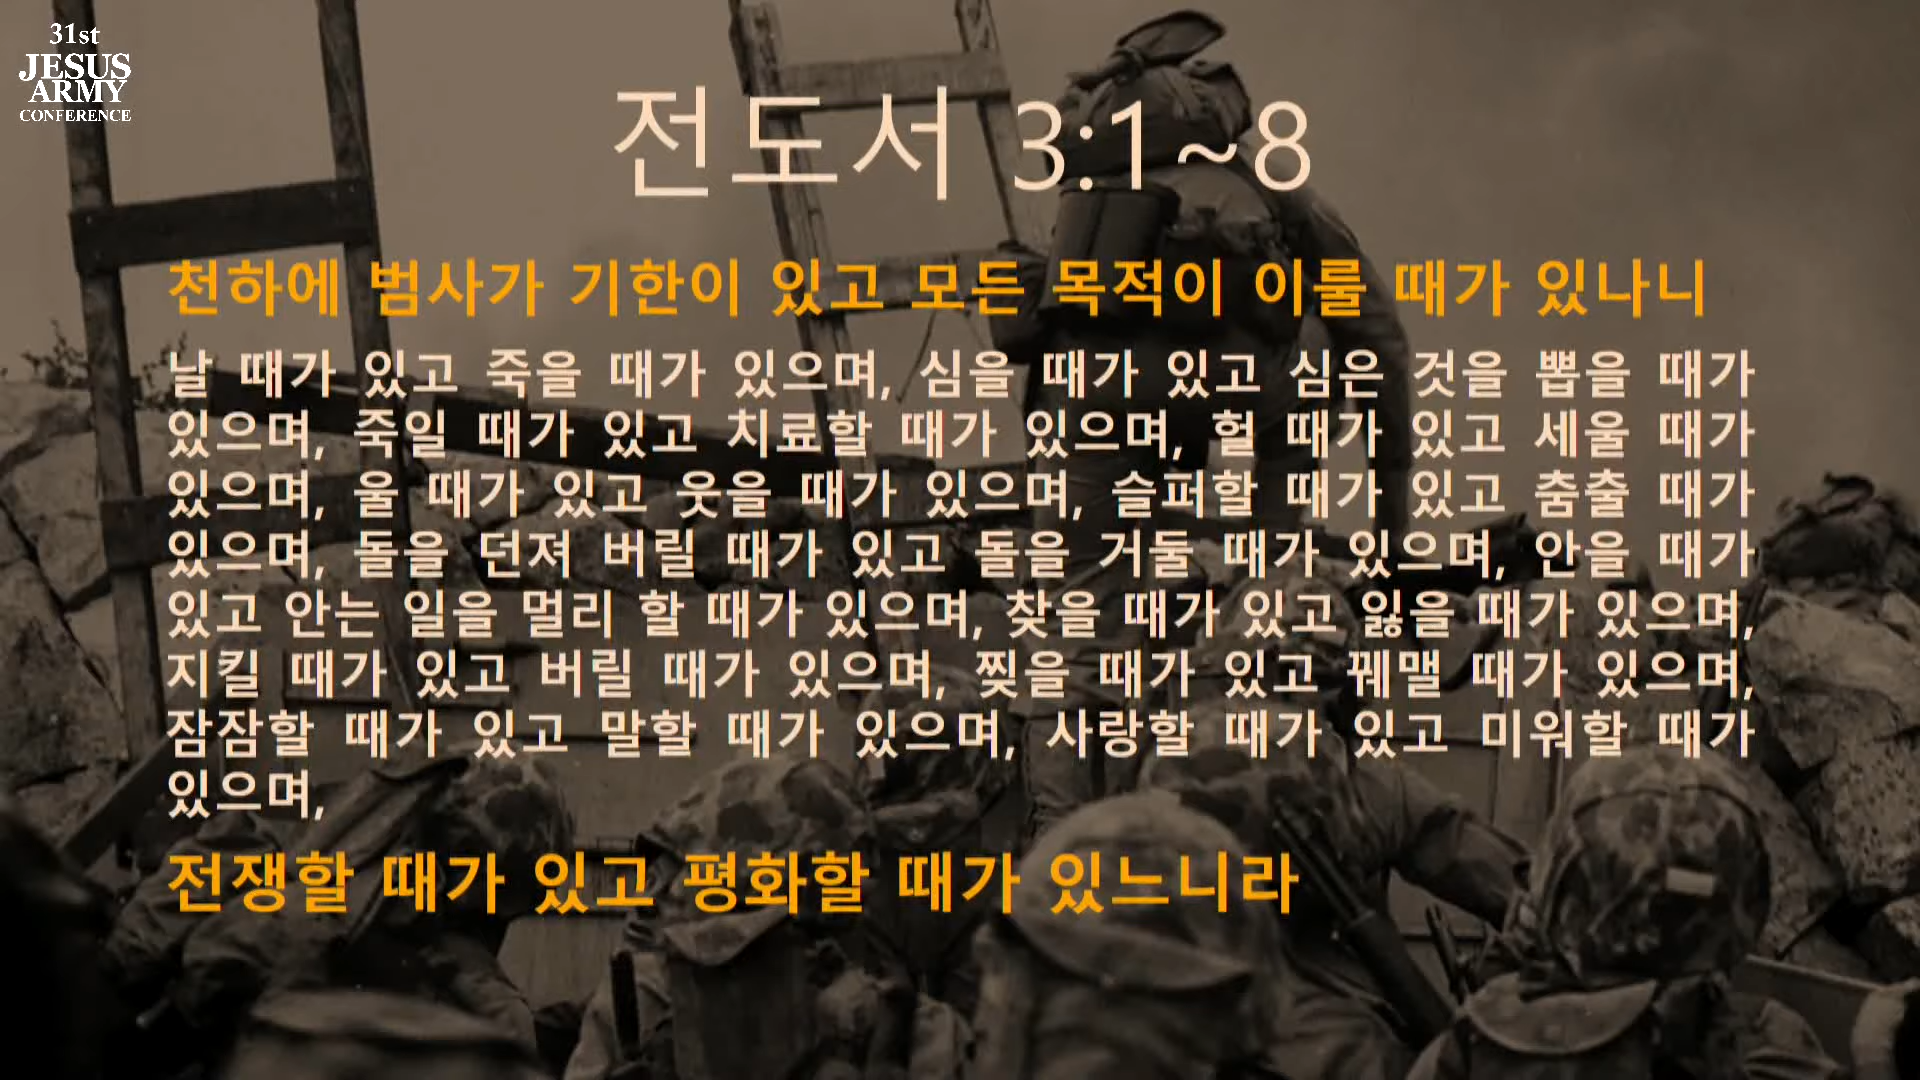 31st
JESUS
ARMY
CONFERENCE
전도서 3:1~8
천하에 범사가 기한이 있고 모든 목적이 이룰 때가 있나니
날 때가 있고 죽을 때가 있으며, 심을 때가 있고 심은 것을 뽑을 때가
있으며, 죽일 때가 있고 치료할 때가 있으며, 헐 때가 있고 세울 때가
있으며, 울 때가 있고 웃을 때가 있으며, 슬퍼할 때가 있고 춤출 때가
있으며, 돌을 던져 버릴 때가 있고 돌을 거둘 때가 있으며, 안을 때가
있고 안는 일을 멀리 할 때가 있으며, 찾을 때가 있고 잃을 때가 있으며,
지킬 때가 있고 버릴 때가 있으며, 찢을 때가 있고 꿰맬 때가 있으며,
잠잠할 때가 있고 말할 때가 있으며, 사랑할 때가 있고 미워할 때가
있으며,
전쟁할 때가 있고 평화할 때가 있느니라